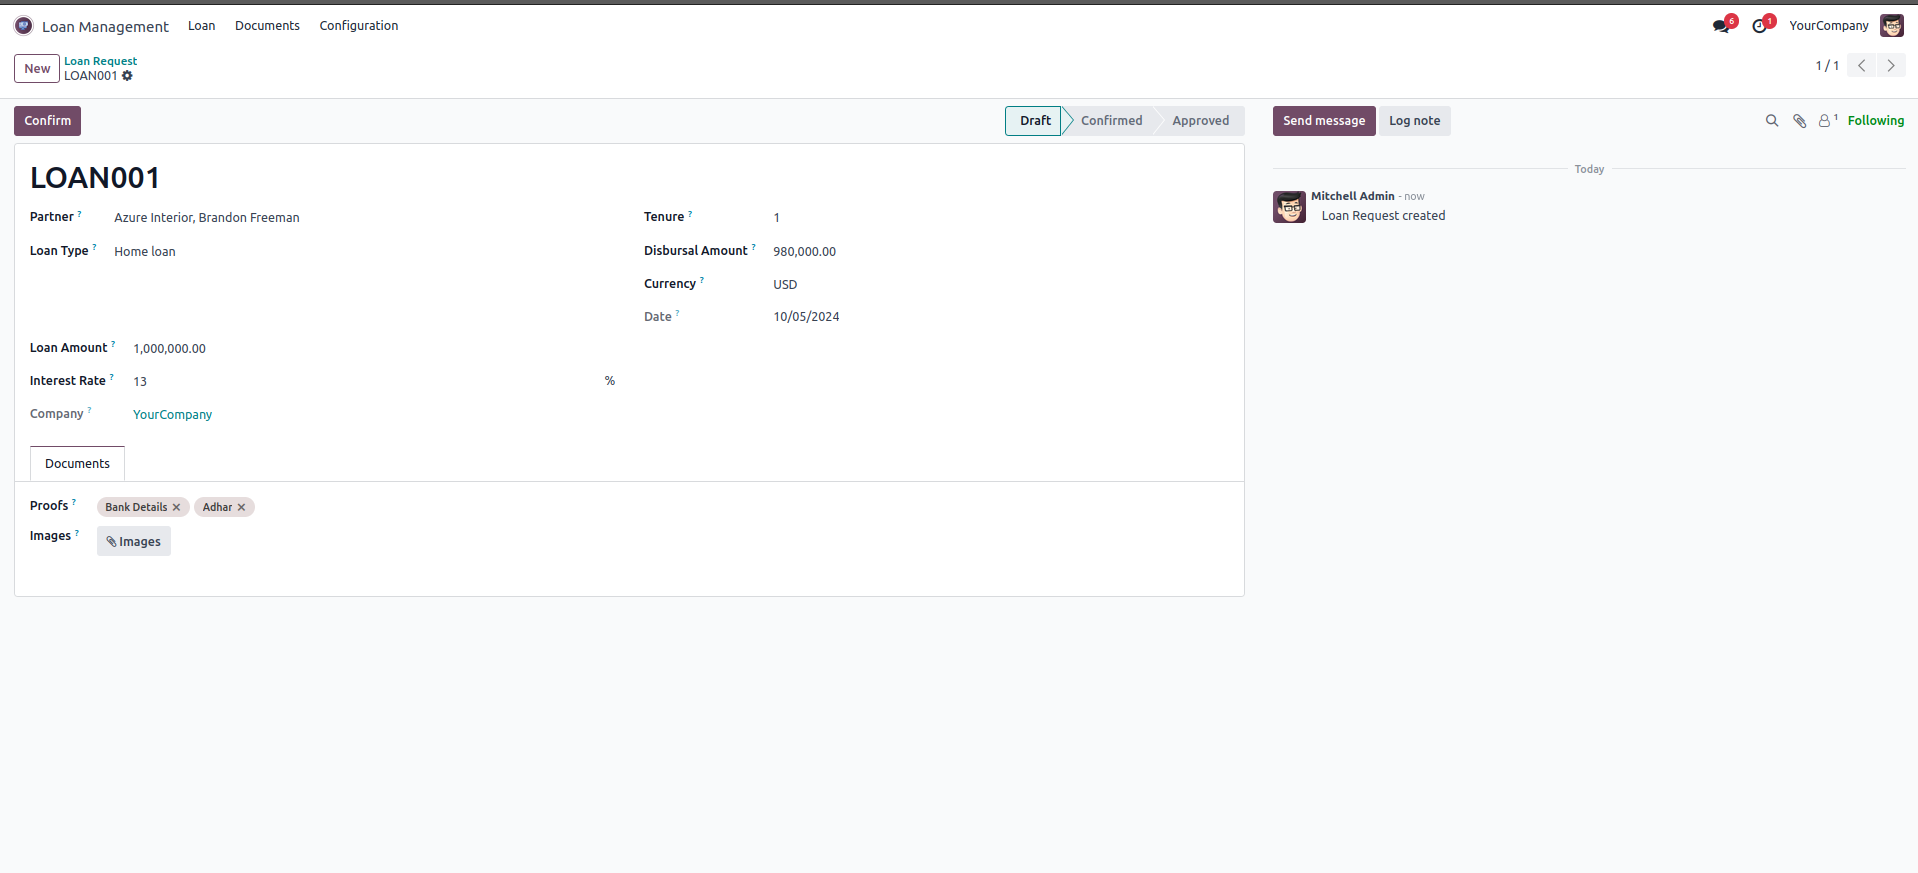 Loan Management Loan Documents Configuration 6 1 YourCompany
New Loan Request
LOAN001
1 / 1
Confirm
Draft Confirmed Approved
Send message Log note
1 Following
LOAN001
Partner ? Azure Interior, Brandon Freeman
Loan Type ? Home loan
Tenure ? 1
Disbursal Amount ? 980,000.00
Currency ? USD
Date ? 10/05/2024
Loan Amount ? 1,000,000.00
Interest Rate ? 13 %
Company ? YourCompany
Documents
Proofs ? Bank Details × Adhar ×
Images ? Images
Today
Mitchell Admin - now
Loan Request created